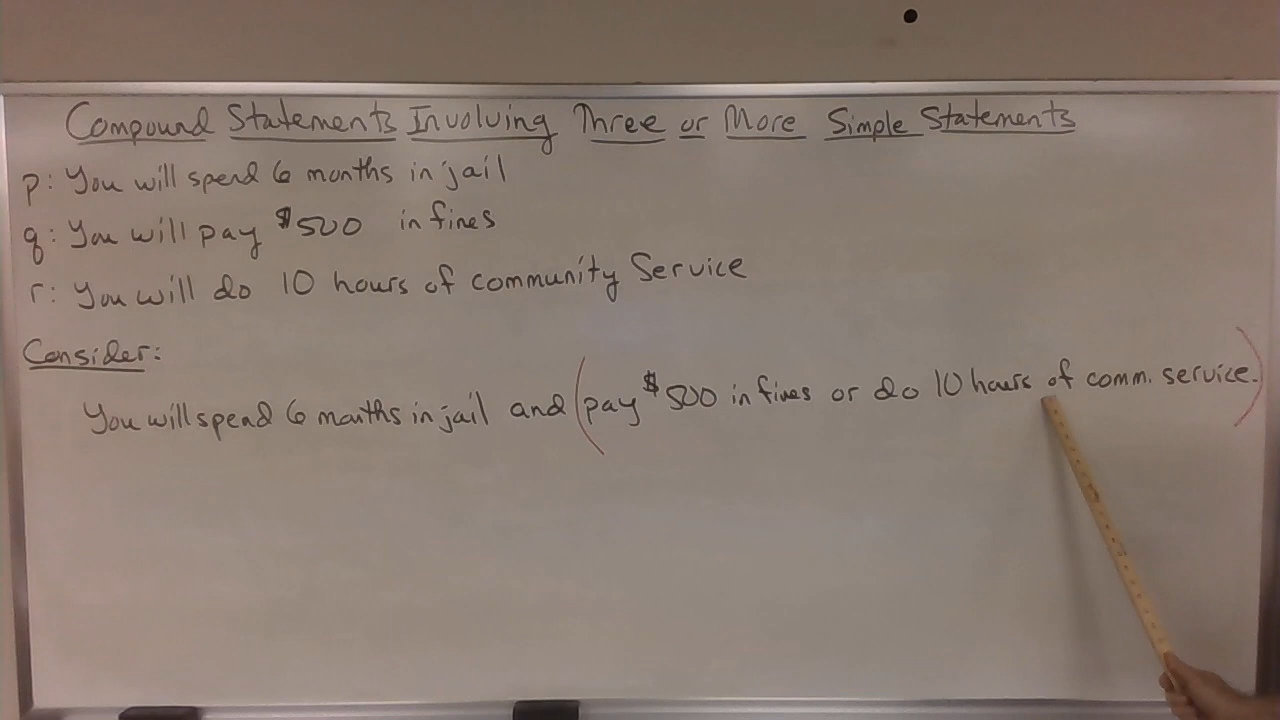 Compound Statements Involving Three or More Simple Statements
p: You will spend 6 months in jail
q: You will pay $500 in fines
r: You will do 10 hours of community Service
Consider:
You will spend 6 months in jail and (pay $500 in fines or do 10 hours of comm. service.)